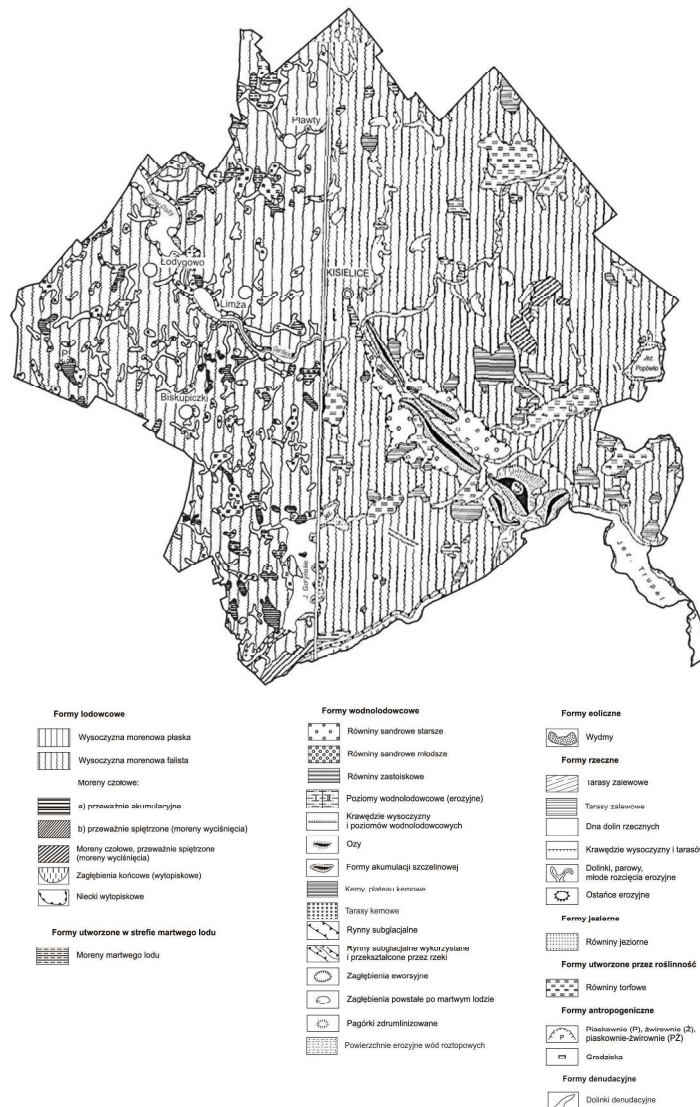 Pławty
Łodygowo
KISIELICE
Limża
Gardęga
Jez.
Popówko
Biskupiczki
J. Goryńskie
Jez. Trupel
Formy lodowcowe
Wysoczyzna morenowa płaska
Wysoczyzna morenowa falista
Moreny czołowe:
a) przeważnie akumulacyjne
b) przeważnie spiętrzone (moreny wyciśnięcia)
Moreny czołowe, przeważnie spiętrzone
(moreny wyciśnięcia)
Zagłębienia końcowe (wytopiskowe)
Niecki wytopiskowe
Formy utworzone w strefie martwego lodu
Moreny martwego lodu
Formy wodnolodowcowe
Równiny sandrowe starsze
Równiny sandrowe młodsze
Równiny zastoiskowe
Poziomy wodnolodowcowe (erozyjne)
Krawędzie wysoczyzny
i poziomów wodnolodowcowych
Ozy
Formy akumulacji szczelinowej
Kemy, plateau kemowe
Tarasy kemowe
Rynny subglacjalne
Rynny subglacjalne wykorzystane
i przekształcone przez rzeki
Zagłębienia eworsyjne
Zagłębienia powstałe po martwym lodzie
Pagórki zdrumlinizowane
Powierzchnie erozyjne wód roztopowych
Formy eoliczne
Wydmy
Formy rzeczne
Tarasy zalewowe
Tarasy zalewowe
Dna dolin rzecznych
Krawędzie wysoczyzny i tarasów
Dolinki, parowy,
młode rozcięcia erozyjne
Ostańce erozyjne
Formy jeziorne
Równiny jeziorne
Formy utworzone przez roślinność
Równiny torfowe
Formy antropogeniczne
P
Piaskownie (P), żwirownie (Ż),
piaskownie-żwirownie (PŻ)
Grodziska
Formy denudacyjne
Dolinki denudacyjne